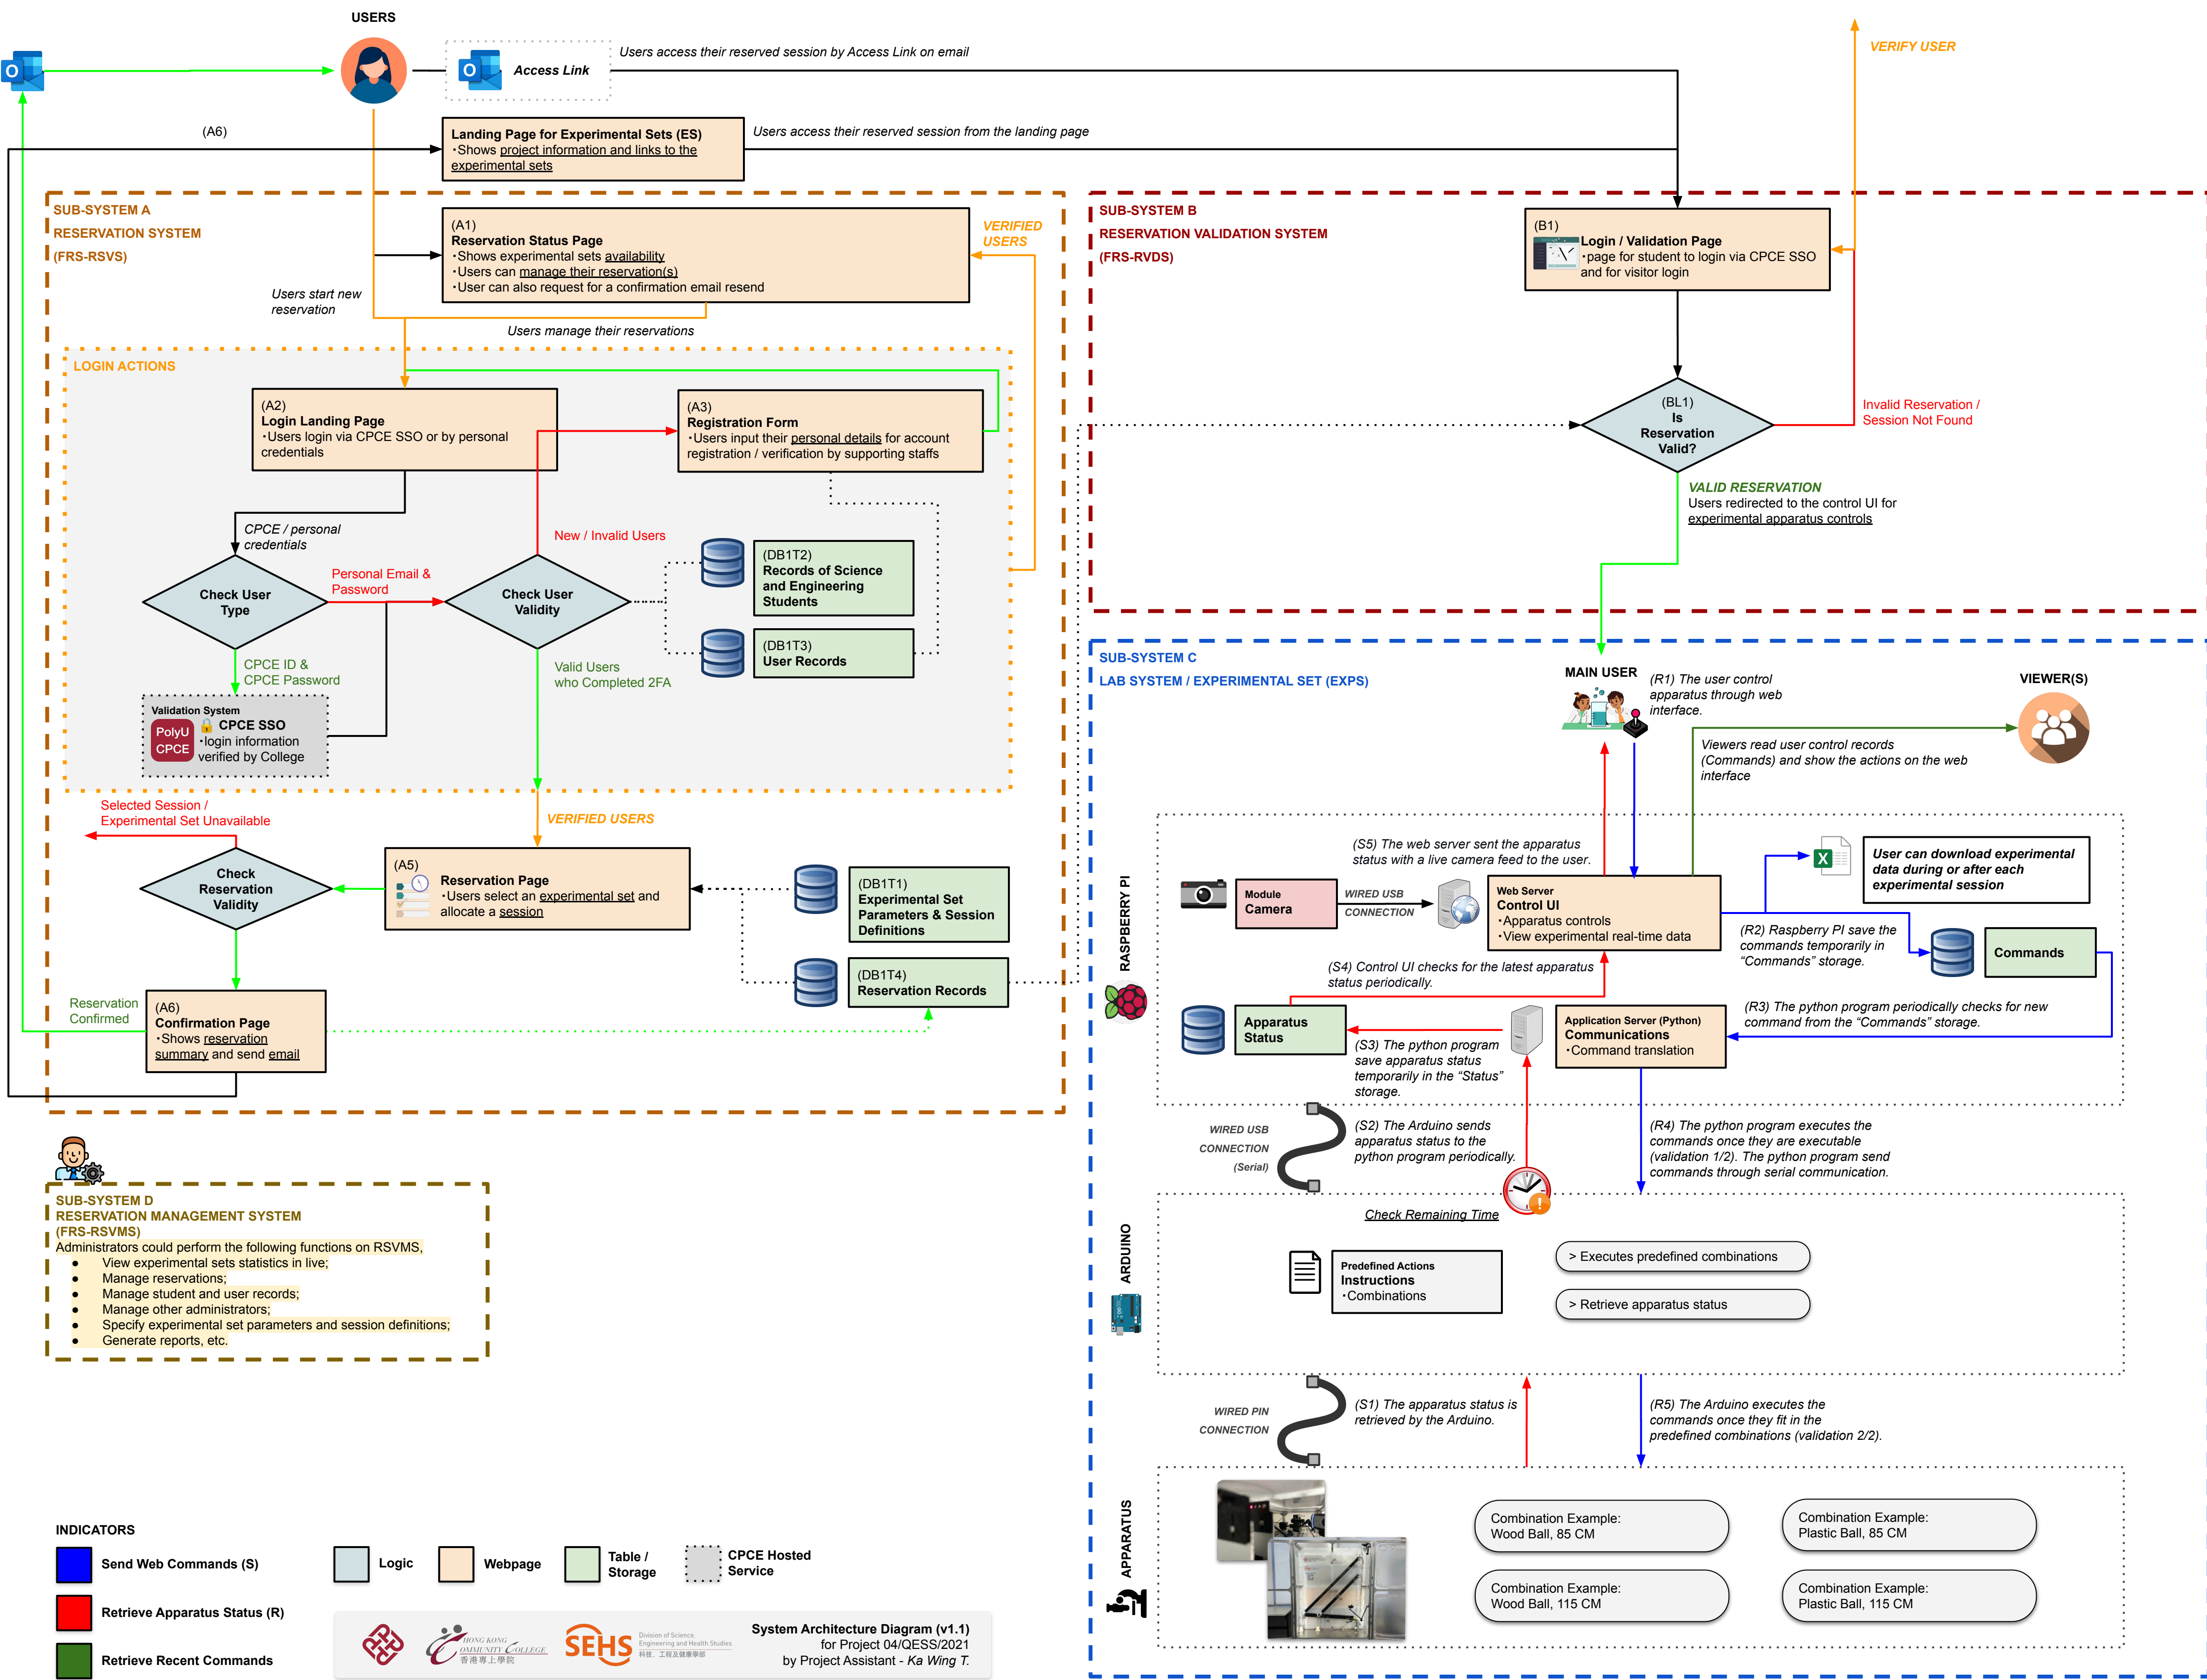 USERS
VERIFY USER
O
O
Access Link
Users access their reserved session by Access Link on email
(A6)
Landing Page for Experimental Sets (ES)
・Shows project information and links to the
experimental sets
Users access their reserved session from the landing page
SUB-SYSTEM A
RESERVATION SYSTEM
(FRS-RSVS)
(A1)
Reservation Status Page
・Shows experimental sets availability
・Users can manage their reservation(s)
・User can also request for a confirmation email resend
VERIFIED
USERS
Users start new
reservation
Users manage their reservations
LOGIN ACTIONS
(A2)
Login Landing Page
・Users login via CPCE SSO or by personal
credentials
(A3)
Registration Form
・Users input their personal details for account
registration / verification by supporting staffs
CPCE / personal
credentials
New / Invalid Users
Check User
Type
Personal Email &
Password
Check User
Validity
(DB1T2)
Records of Science
and Engineering
Students
(DB1T3)
User Records
CPCE ID &
CPCE Password
Valid Users
who Completed 2FA
Validation System
PolyU
CPCE
CPCE SSO
・login information
verified by College
Selected Session /
Experimental Set Unavailable
VERIFIED USERS
Check
Reservation
Validity
(A5)
Reservation Page
・Users select an experimental set and
allocate a session
(DB1T1)
Experimental Set
Parameters & Session
Definitions
(DB1T4)
Reservation Records
Reservation
Confirmed
(A6)
Confirmation Page
・Shows reservation
summary and send email
SUB-SYSTEM B
RESERVATION VALIDATION SYSTEM
(FRS-RVDS)
(B1)
Login / Validation Page
・page for student to login via CPCE SSO
and for visitor login
(BL1)
Is
Reservation
Valid?
Invalid Reservation /
Session Not Found
VALID RESERVATION
Users redirected to the control UI for
experimental apparatus controls
SUB-SYSTEM C
LAB SYSTEM / EXPERIMENTAL SET (EXPS)
MAIN USER
(R1) The user control
apparatus through web
interface.
VIEWER(S)
Viewers read user control records
(Commands) and show the actions on the web
interface
RASPBERRY PI
(S5) The web server sent the apparatus
status with a live camera feed to the user.
Module
Camera
WIRED USB
CONNECTION
Web Server
Control UI
・Apparatus controls
・View experimental real-time data
X
User can download experimental
data during or after each
experimental session
(R2) Raspberry PI save the
commands temporarily in
“Commands” storage.
Commands
(S4) Control UI checks for the latest apparatus
status periodically.
(R3) The python program periodically checks for new
command from the “Commands” storage.
Apparatus
Status
(S3) The python program
save apparatus status
temporarily in the “Status”
storage.
Application Server (Python)
Communications
・Command translation
WIRED USB
CONNECTION
(Serial)
(S2) The Arduino sends
apparatus status to the
python program periodically.
(R4) The python program executes the
commands once they are executable
(validation 1/2). The python program send
commands through serial communication.
ARDUINO
Check Remaining Time
Predefined Actions
Instructions
・Combinations
> Executes predefined combinations
> Retrieve apparatus status
WIRED PIN
CONNECTION
(S1) The apparatus status is
retrieved by the Arduino.
(R5) The Arduino executes the
commands once they fit in the
predefined combinations (validation 2/2).
APPARATUS
Combination Example:
Wood Ball, 85 CM
Combination Example:
Plastic Ball, 85 CM
Combination Example:
Wood Ball, 115 CM
Combination Example:
Plastic Ball, 115 CM
SUB-SYSTEM D
RESERVATION MANAGEMENT SYSTEM
(FRS-RSVMS)
Administrators could perform the following functions on RSVMS,
● View experimental sets statistics in live;
● Manage reservations;
● Manage student and user records;
● Manage other administrators;
● Specify experimental set parameters and session definitions;
● Generate reports, etc.
INDICATORS
Send Web Commands (S)
Retrieve Apparatus Status (R)
Retrieve Recent Commands
Logic
Webpage
Table /
Storage
CPCE Hosted
Service
HONG KONG
COMMUNITY COLLEGE
香港專上學院
SEHS
Division of Science,
Engineering and Health Studies
科技、工程及健康學部
System Architecture Diagram (v1.1)
for Project 04/QESS/2021
by Project Assistant - Ka Wing T.